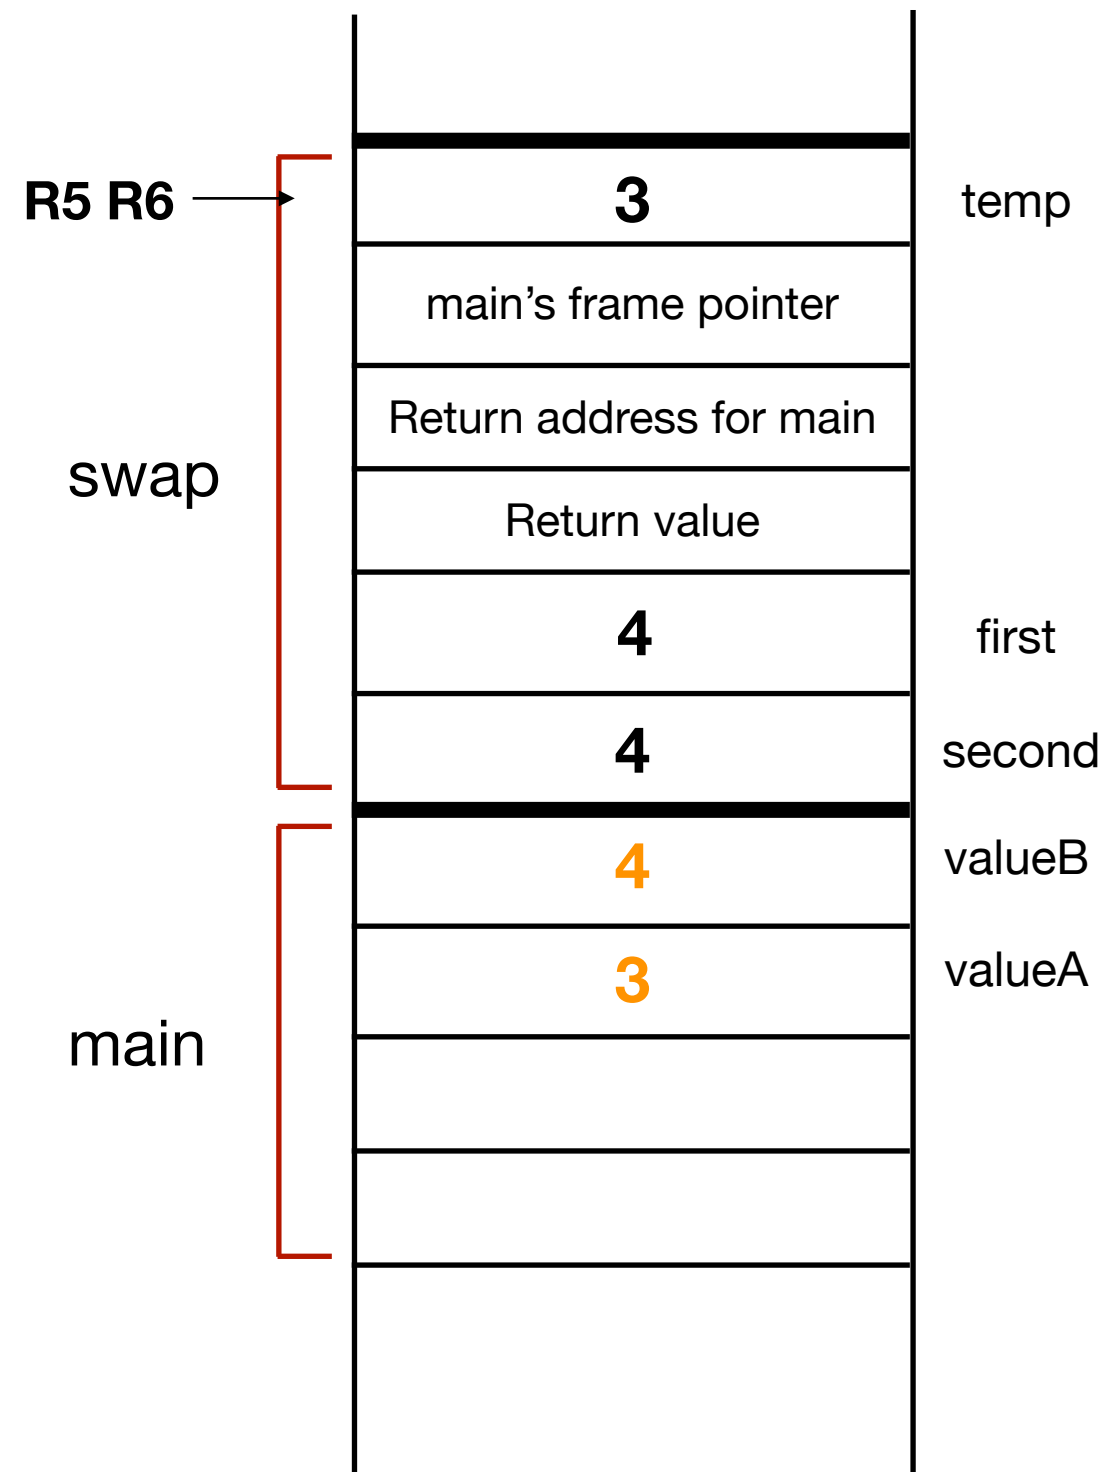 R5 R6
3
temp
main’s frame pointer
Return address for main
swap
Return value
4
first
4
second
4
valueB
3
valueA
main